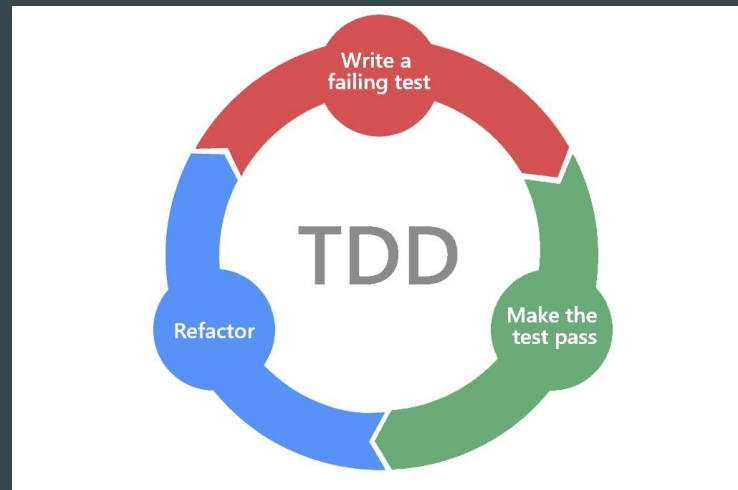 Write a
failing test
TDD
Make the
test pass
Refactor